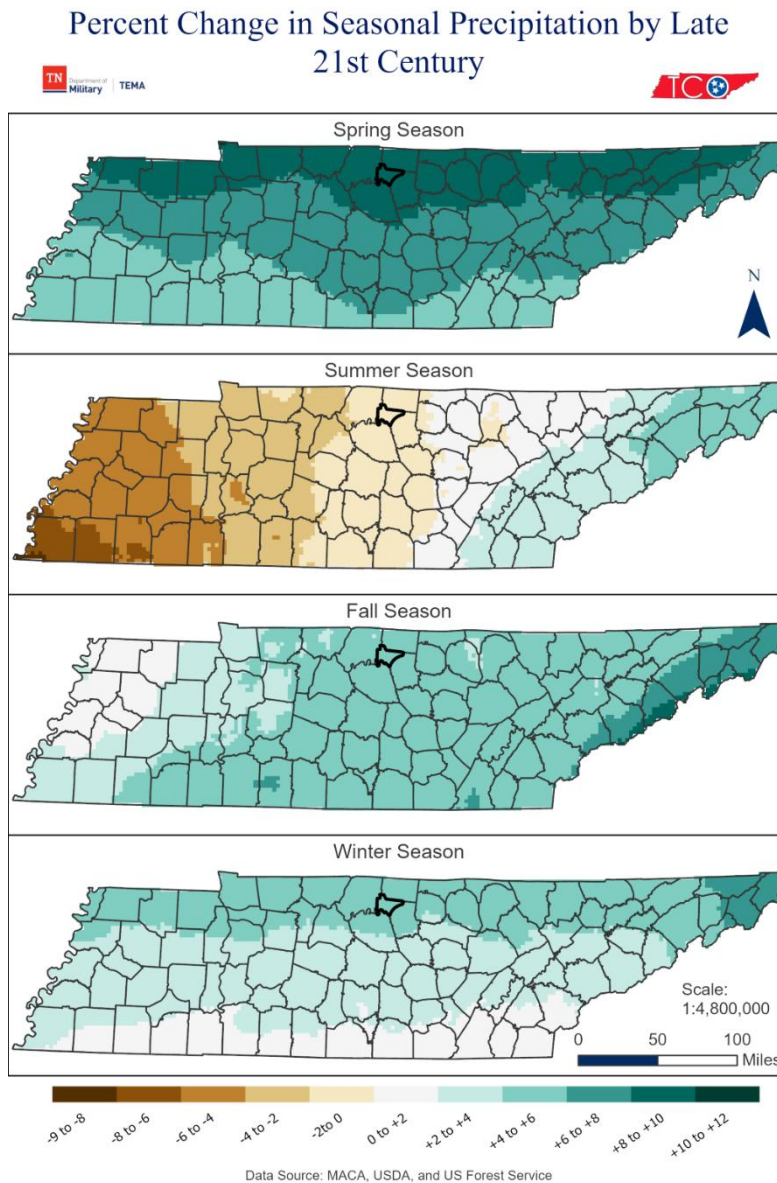 Percent Change in Seasonal Precipitation by Late
21st Century
TN
Department of
Military
TEMA
TCO
Spring Season
N
Summer Season
Fall Season
Winter Season
Scale:
1:4,800,000
0 50 100
Miles
-9 to -8
-8 to -6
-6 to -4
-4 to -2
-2to 0
0 to +2
+2 to +4
+4 to +6
+6 to +8
+8 to +10
+10 to +12
Data Source: MACA, USDA, and US Forest Service